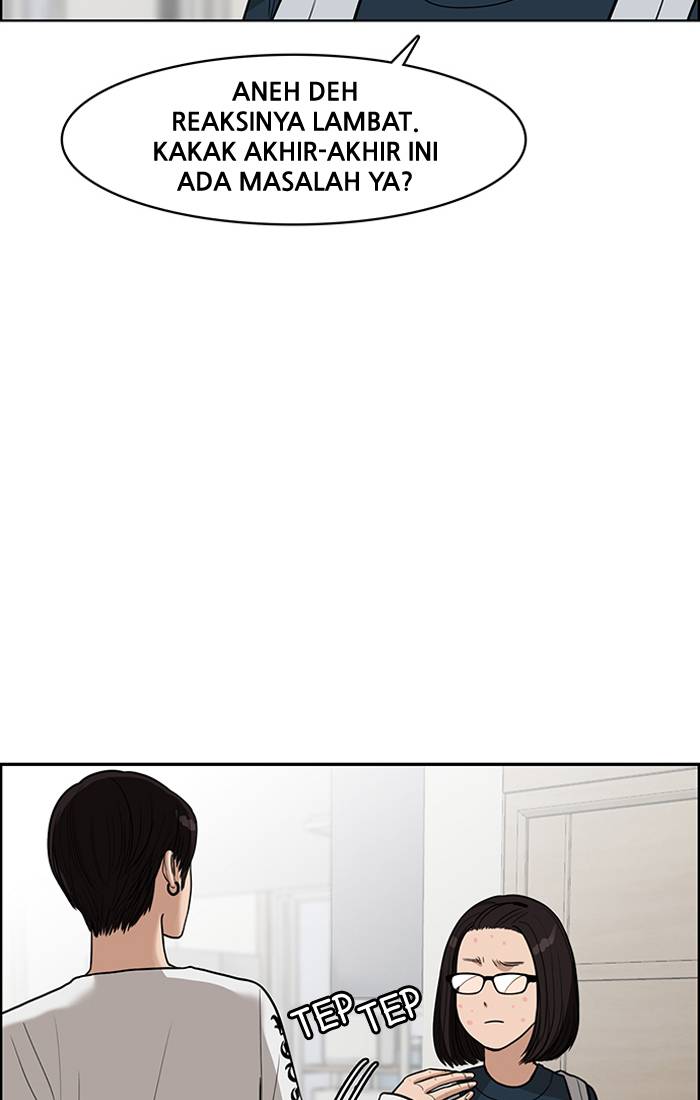 ANEH DEH
REAKSINYA LAMBAT.
KAKAK AKHIR-AKHIR INI
ADA MASALAH YA?
TEP TEP